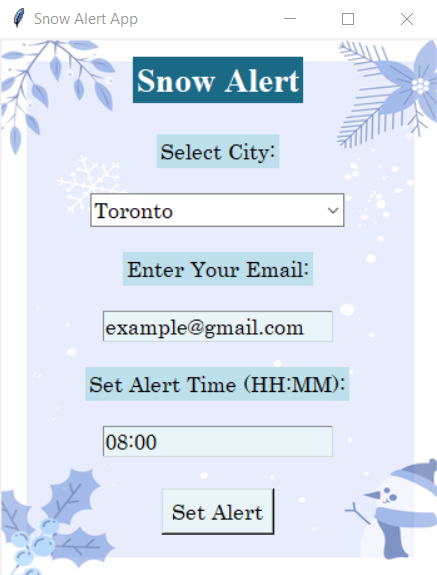 Snow Alert App
Snow Alert
Select City:
Toronto
Enter Your Email:
example@gmail.com
Set Alert Time (HH:MM):
08:00
Set Alert